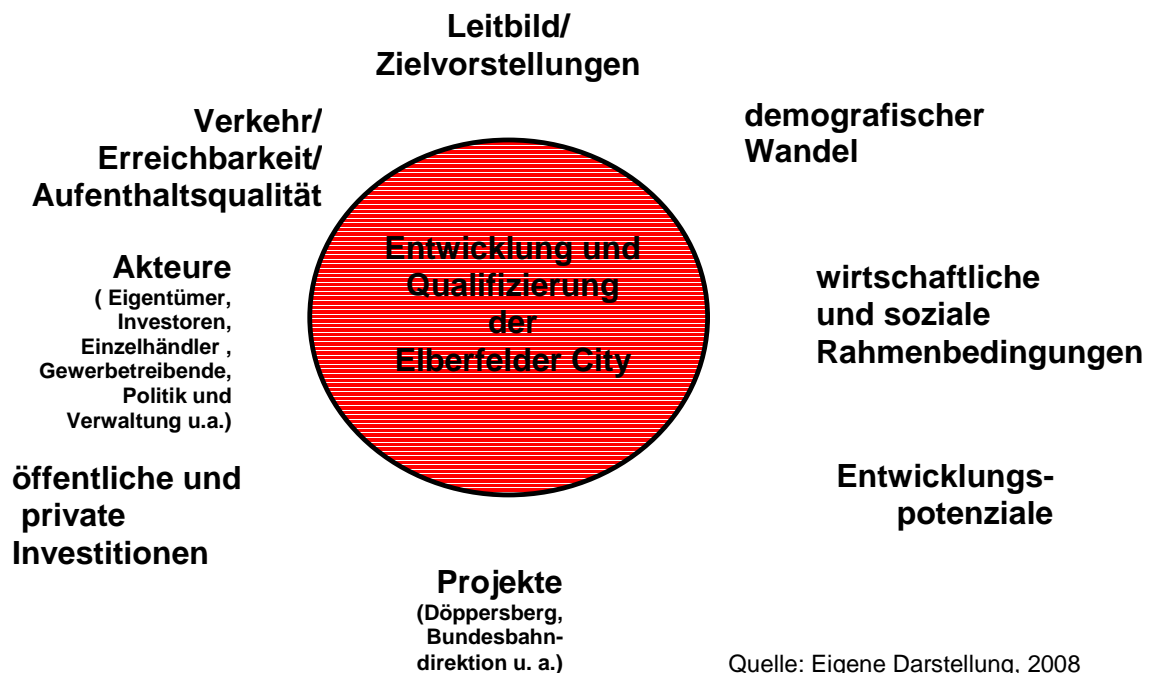 Leitbild/
Zielvorstellungen
demografischer
Wandel
Verkehr/
Erreichbarkeit/
Aufenthaltsqualität
Entwicklung und
Qualifizierung
der
Elberfelder City
Akteure
( Eigentümer,
Investoren,
Einzelhändler ,
Gewerbetreibende,
Politik und
Verwaltung u.a.)
wirtschaftliche
und soziale
Rahmenbedingungen
öffentliche und
private
Investitionen
Entwicklungs-
potenziale
Projekte
(Döppersberg,
Bundesbahn-
direktion u. a.)
Quelle: Eigene Darstellung, 2008